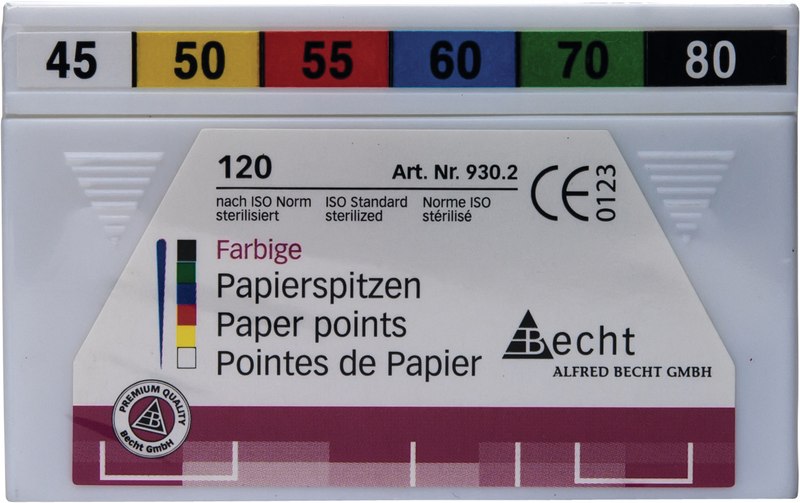 45 50 55 60 70 80
120 Art. Nr. 930.2
nach ISO Norm ISO Standard Norme ISO
sterilisiert sterilized stérilisé
CE 0123
Farbige
Papierspitzen
Paper points
Pointes de Papier
Becht
ALFRED BECHT GMBH
PREMIUM QUALITY
B
Becht GmbH